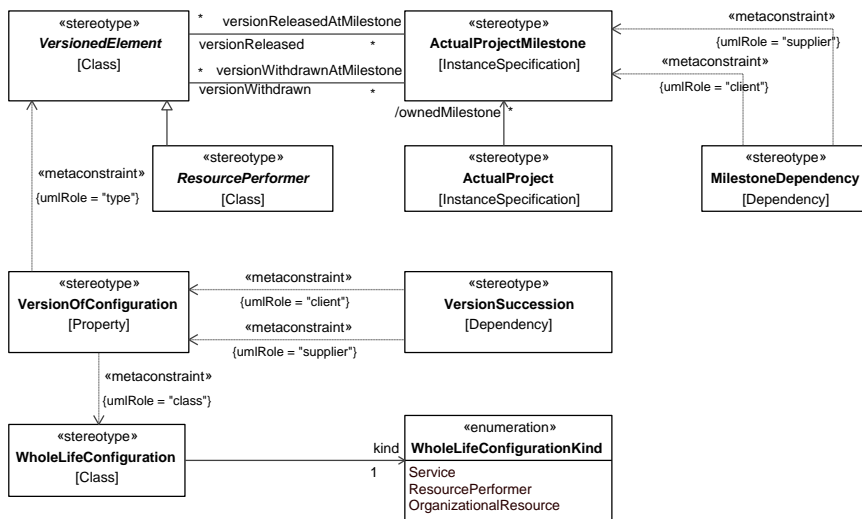 «stereotype»
VersionedElement
[Class]
* versionReleasedAtMilestone
versionReleased *
* versionWithdrawnAtMilestone
versionWithdrawn *
«stereotype»
ActualProjectMilestone
[InstanceSpecification]
«metaconstraint»
{umlRole = "supplier"}
«metaconstraint»
{umlRole = "client"}
/ownedMilestone *
«metaconstraint»
{umlRole = "type"}
«stereotype»
ResourcePerformer
[Class]
«stereotype»
ActualProject
[InstanceSpecification]
«stereotype»
MilestoneDependency
[Dependency]
«stereotype»
VersionOfConfiguration
[Property]
«metaconstraint»
{umlRole = "client"}
«metaconstraint»
{umlRole = "supplier"}
«stereotype»
VersionSuccession
[Dependency]
«metaconstraint»
{umlRole = "class"}
«stereotype»
WholeLifeConfiguration
[Class]
kind
1
«enumeration»
WholeLifeConfigurationKind
Service
ResourcePerformer
OrganizationalResource